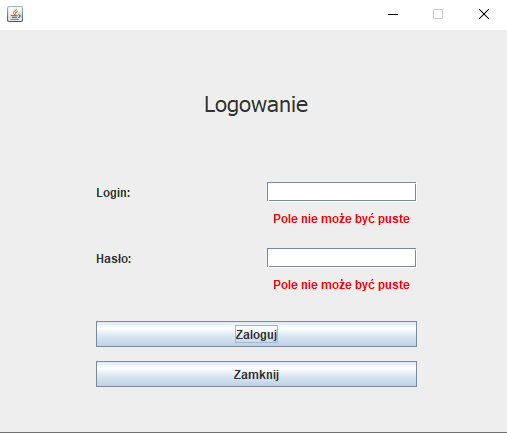 Logowanie
Login:
Pole nie może być puste
Hasło:
Pole nie może być puste
Zaloguj
Zamknij